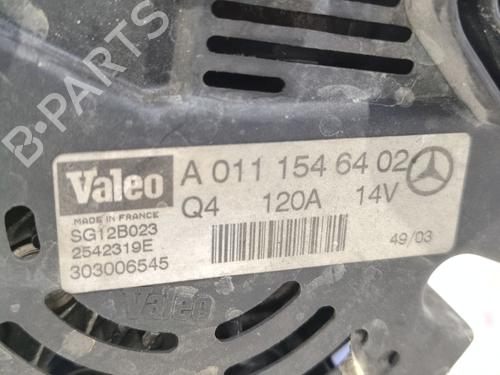 B-PARTS
Valeo
A 011 154 64 02
MADE IN FRANCE
Q4 120A 14V
SG12B023
2542319E
303006545
49/03
Valeo